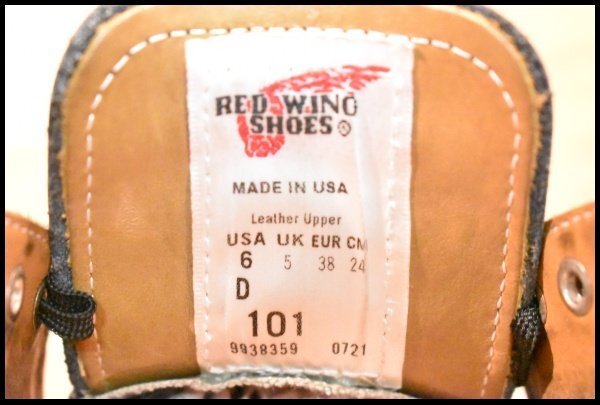 RED WING
SHOES®
MADE IN USA
Leather Upper
USA UK EUR CM
6 5 38 24
D
101
9938359 0721